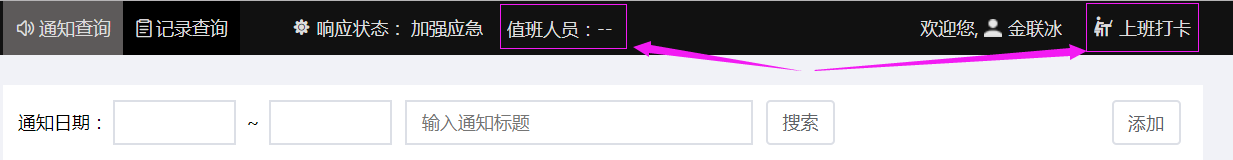 通知查询 记录查询 响应状态： 加强应急 值班人员：-- 欢迎您, 金联冰 上班打卡
通知日期： ~ 输入通知标题 搜索 添加